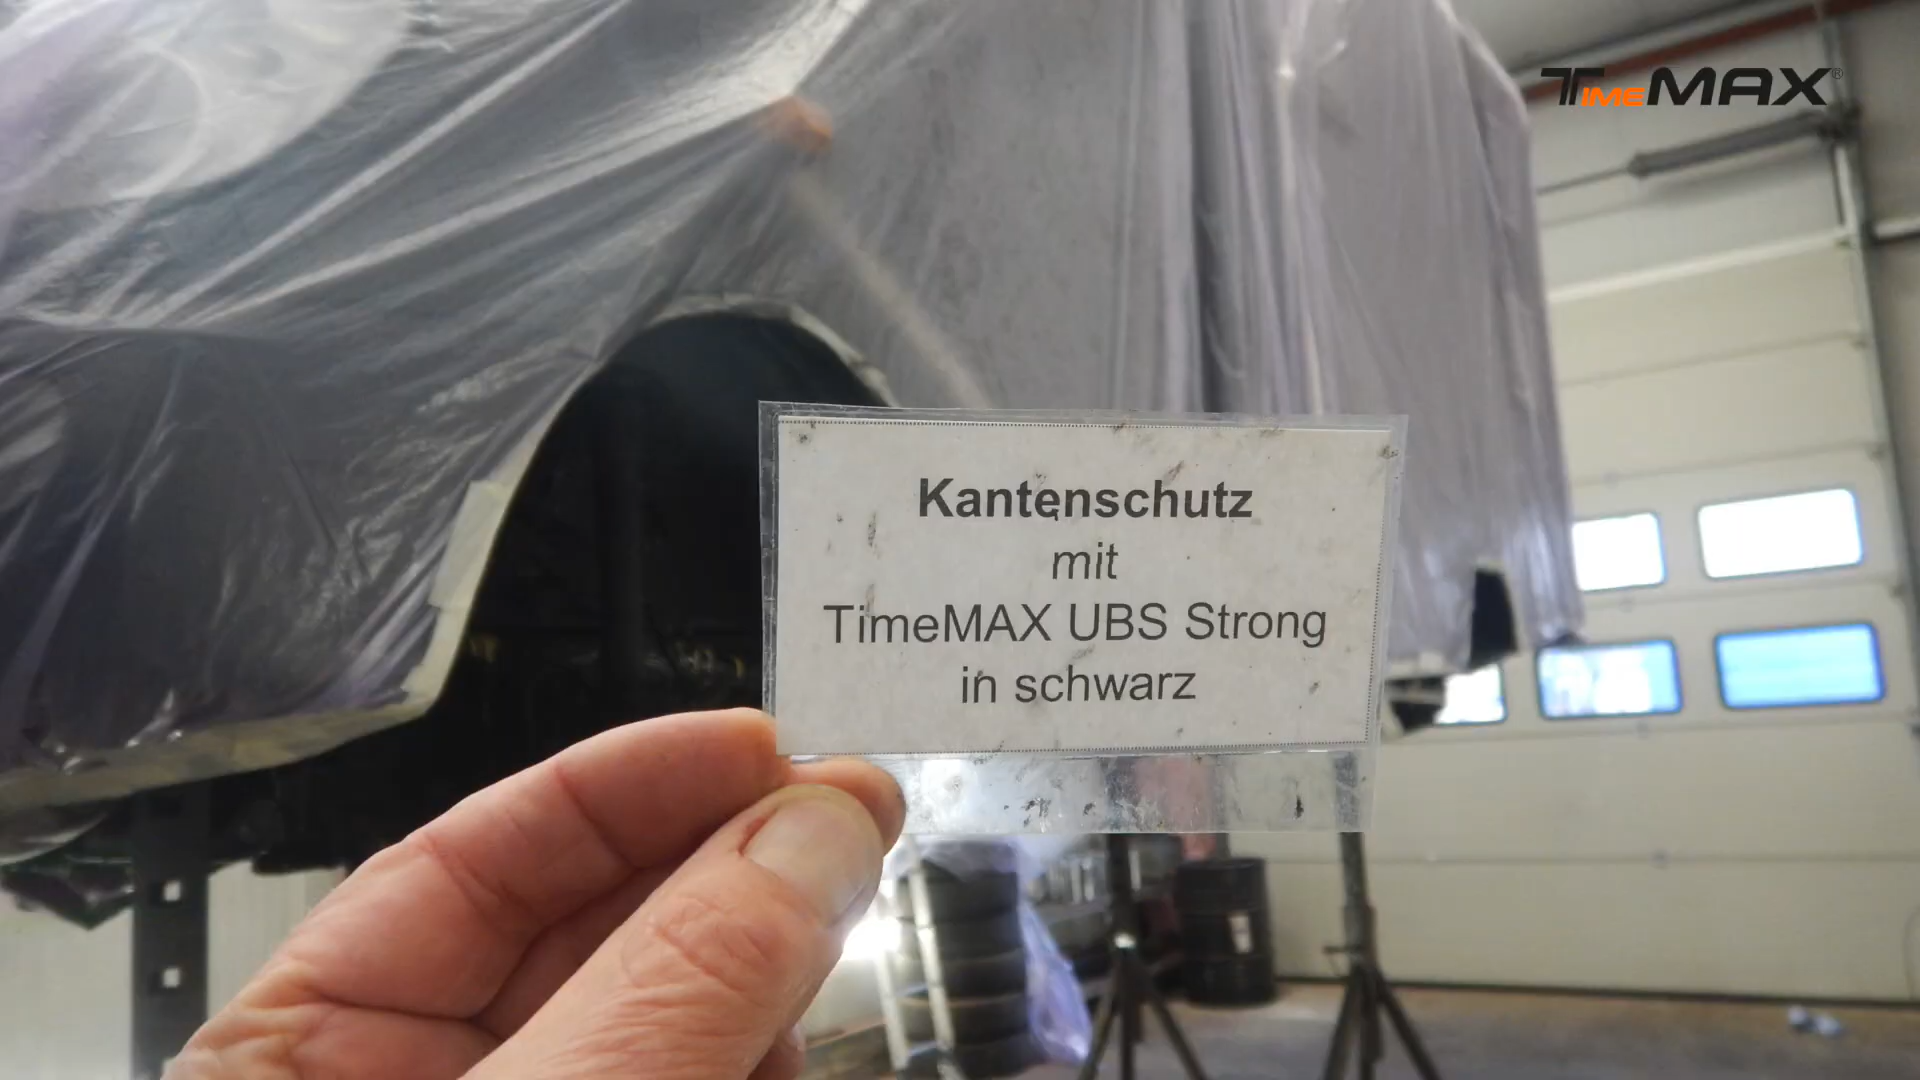 TimeMAX®
Kantenschutz
mit
TimeMAX UBS Strong
in schwarz